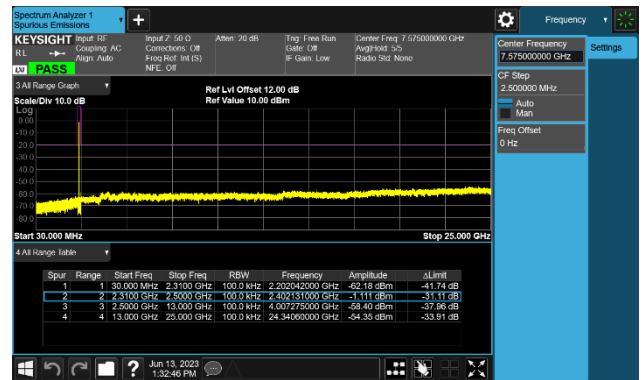 Spectrum Analyzer 1
Spurious Emissions
Frequency
KEYSIGHT Input: RF Input Z: 50 Ω Atten: 20 dB Trig: Free Run Center Freq: 7.575000000 GHz
RL Coupling: AC Corrections: Off Gate: Off Avg|Hold: 5/5
Align: Auto Freq Ref: Int (S) IF Gain: Low Radio Std: None
LXI PASS NFE: Off
Center Frequency
7.575000000 GHz
Settings
CF Step
2.500000 MHz
Auto
Man
Freq Offset
0 Hz
3 All Range Graph
Ref Lvl Offset 12.00 dB
Scale/Div 10.0 dB Ref Value 10.00 dBm
Log
0.00
-10.0
-20.0
-30.0
-40.0
-50.0
-60.0
-70.0
-80.0
Start 30.000 MHz Stop 25.000 GHz
4 All Range Table
Spur Range Start Freq Stop Freq RBW Frequency Amplitude ΔLimit
1 1 30.000 MHz 2.3100 GHz 100.0 kHz 2.202042000 GHz -62.18 dBm -41.74 dB
2 2 2.3100 GHz 2.5000 GHz 100.0 kHz 2.402131000 GHz -1.111 dBm -31.11 dB
3 3 2.5000 GHz 13.000 GHz 100.0 kHz 4.007275000 GHz -58.40 dBm -37.96 dB
4 4 13.000 GHz 25.000 GHz 100.0 kHz 24.34060000 GHz -54.35 dBm -33.91 dB
Jun 13, 2023
1:32:46 PM